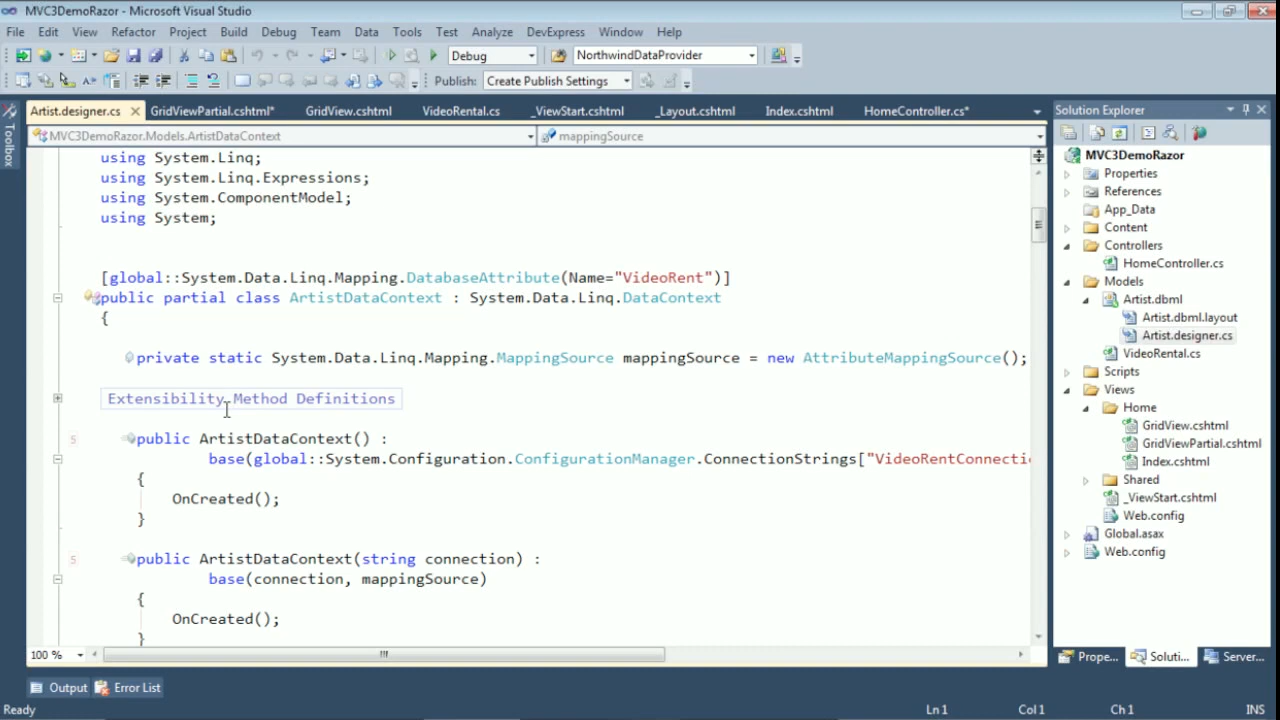 MVC3DemoRazor - Microsoft Visual Studio
File Edit View Refactor Project Build Debug Team Data Tools Test Analyze DevExpress Window Help
Debug NorthwindDataProvider
Publish: Create Publish Settings
Artist.designer.cs GridViewPartial.cshtml* GridView.cshtml VideoRental.cs _ViewStart.cshtml _Layout.cshtml Index.cshtml HomeController.cs*
MVC3DemoRazor.Models.ArtistDataContext mappingSource
Toolbox
using System.Linq;
using System.Linq.Expressions;
using System.ComponentModel;
using System;
[global::System.Data.Linq.Mapping.DatabaseAttribute(Name="VideoRent")]
public partial class ArtistDataContext : System.Data.Linq.DataContext
{
private static System.Data.Linq.Mapping.MappingSource mappingSource = new AttributeMappingSource();
Extensibility Method Definitions
5 public ArtistDataContext() :
base(global::System.Configuration.ConfigurationManager.ConnectionStrings["VideoRentConnecti
{
OnCreated();
}
5 public ArtistDataContext(string connection) :
base(connection, mappingSource)
{
OnCreated();
}
100 %
Solution Explorer
MVC3DemoRazor
Properties
References
App_Data
Content
Controllers
HomeController.cs
Models
Artist.dbml
Artist.dbml.layout
Artist.designer.cs
VideoRental.cs
Scripts
Views
Home
GridView.cshtml
GridViewPartial.cshtml
Index.cshtml
Shared
_ViewStart.cshtml
Web.config
Global.asax
Web.config
Prope... Soluti... Server...
Output Error List
Ready Ln 1 Col 1 Ch 1 INS